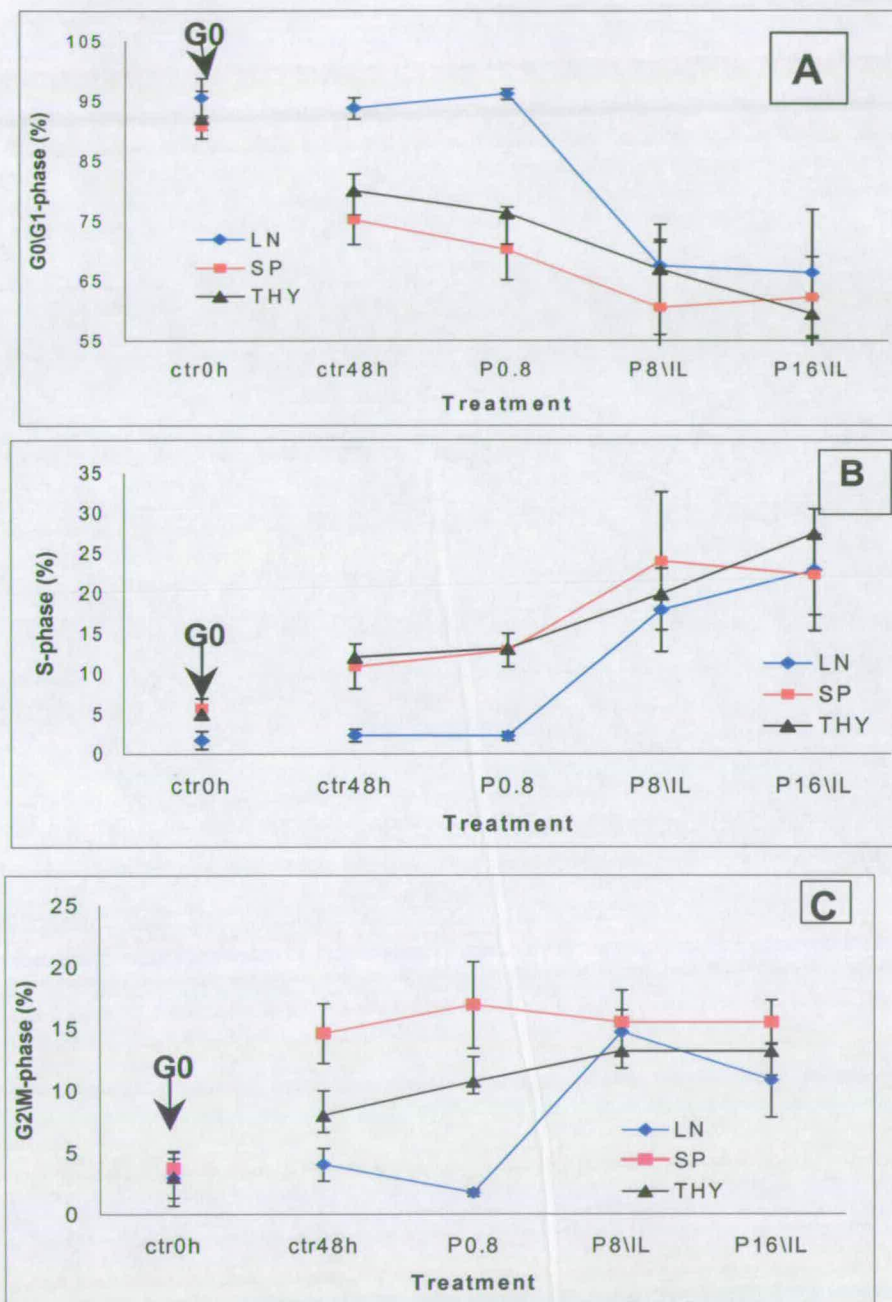 G0
A
105
95
85
75
65
55
G0\G1-phase (%)
LN
SP
THY
ctr0h ctr48h P0.8 P8\IL P16\IL
Treatment
B
35
30
25
20
15
10
5
0
S-phase (%)
G0
LN
SP
THY
ctr0h ctr48h P0.8 P8\IL P16\IL
Treatment
C
25
20
15
10
5
0
G2\M-phase (%)
G0
LN
SP
THY
ctr0h ctr48h P0.8 P8\IL P16\IL
Treatment